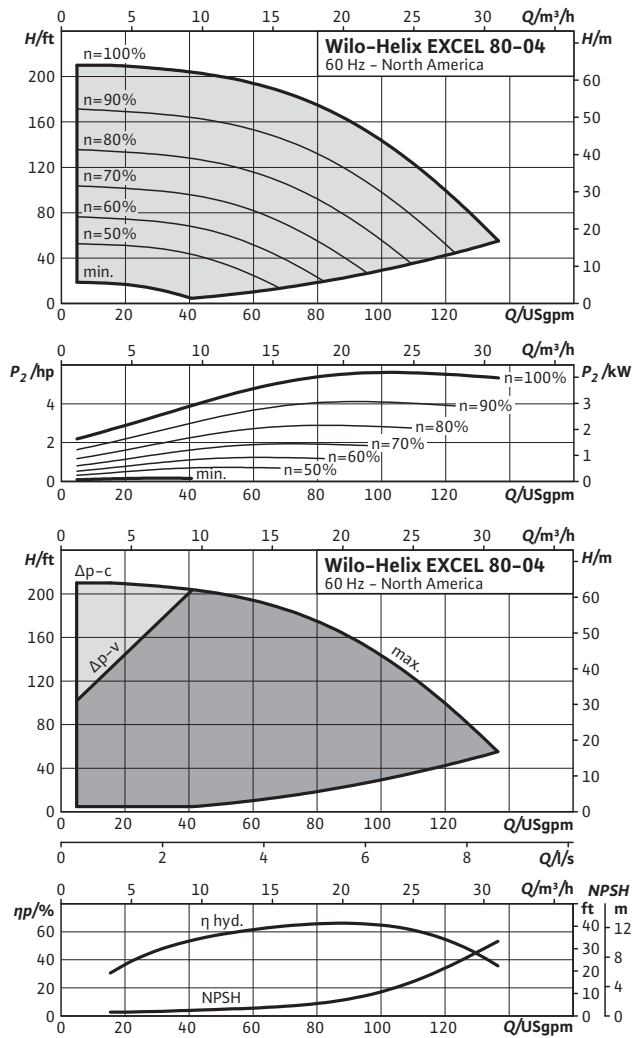 0 5 10 15 20 25 30 Q/m³/h
H/ft H/m
Wilo-Helix EXCEL 80-04
60 Hz - North America
n=100%
n=90%
n=80%
n=70%
n=60%
n=50%
min.
200
160
120
80
40
0
60
50
40
30
20
10
0
0 20 40 60 80 100 120 Q/USgpm
0 5 10 15 20 25 30 Q/m³/h
P₂/hp P₂/kW
n=100%
n=90%
n=80%
n=70%
n=60%
n=50%
min.
4
2
0
4
3
2
1
0
0 20 40 60 80 100 120 Q/USgpm
0 5 10 15 20 25 30 Q/m³/h
H/ft H/m
Wilo-Helix EXCEL 80-04
60 Hz - North America
Δp-c
Δp-v
max.
200
160
120
80
40
0
60
50
40
30
20
10
0
0 20 40 60 80 100 120 Q/USgpm
0 2 4 6 8 Q/l/s
0 5 10 15 20 25 30 Q/m³/h NPSH
ηp/% ft m
η hyd.
NPSH
60
40
20
0
40
30
20
10
0
12
8
4
0
0 20 40 60 80 100 120 Q/USgpm